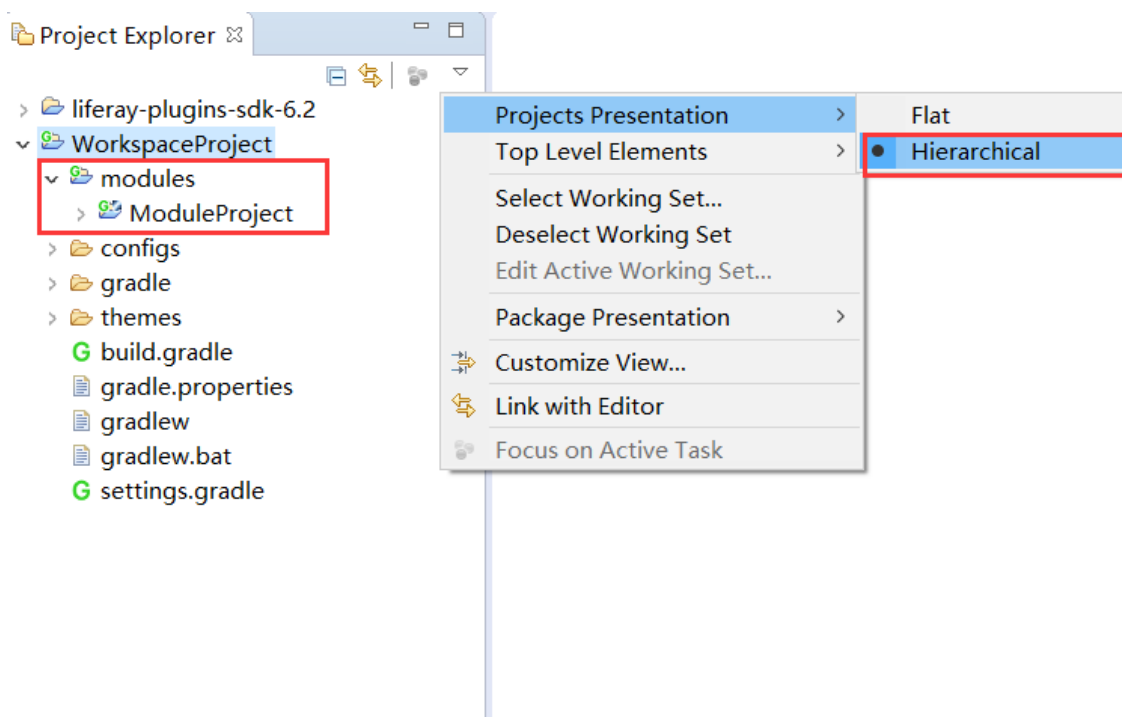 Project Explorer
liferay-plugins-sdk-6.2
WorkspaceProject
modules
ModuleProject
configs
gradle
themes
build.gradle
gradle.properties
gradlew
gradlew.bat
settings.gradle
Projects Presentation
Top Level Elements
Select Working Set...
Deselect Working Set
Edit Active Working Set...
Package Presentation
Customize View...
Link with Editor
Focus on Active Task
Flat
Hierarchical